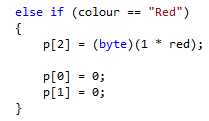 else if (colour == "Red")
{
p[2] = (byte)(1 * red);
p[0] = 0;
p[1] = 0;
}